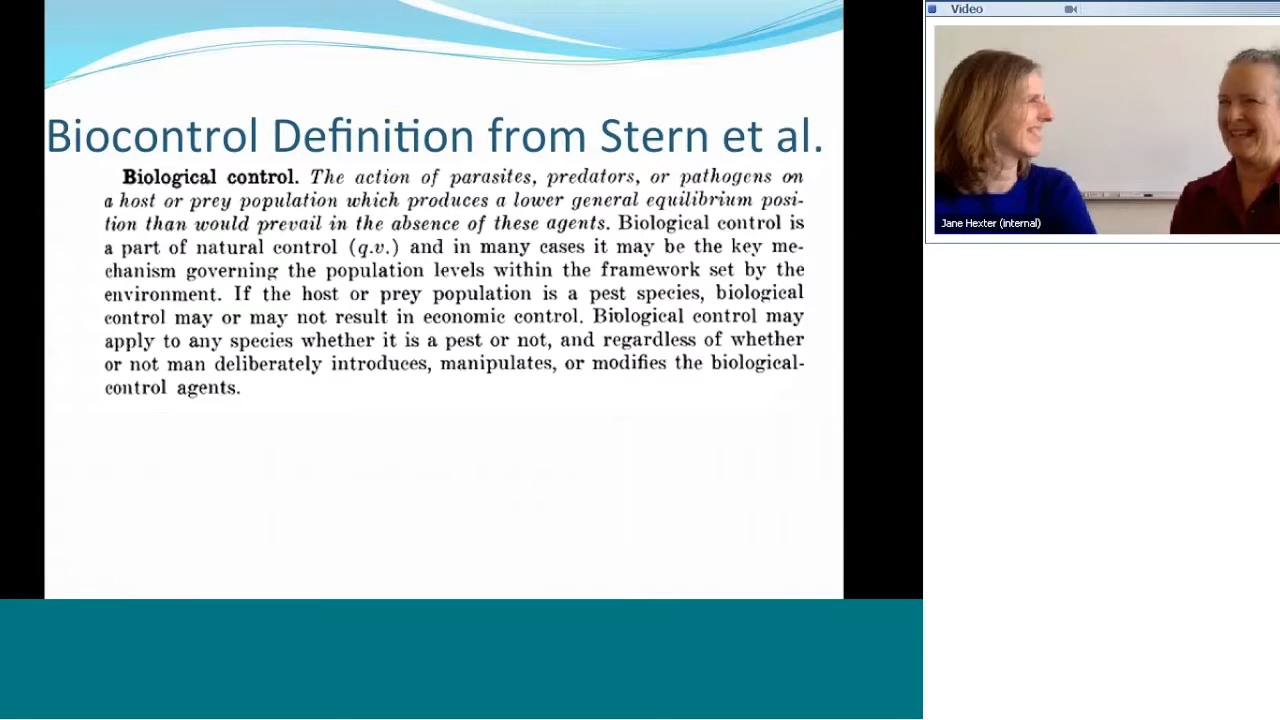 Biocontrol Definition from Stern et al.
Biological control. The action of parasites, predators, or pathogens on
a host or prey population which produces a lower general equilibrium posi-
tion than would prevail in the absence of these agents. Biological control is
a part of natural control (q.v.) and in many cases it may be the key me-
chanism governing the population levels within the framework set by the
environment. If the host or prey population is a pest species, biological
control may or may not result in economic control. Biological control may
apply to any species whether it is a pest or not, and regardless of whether
or not man deliberately introduces, manipulates, or modifies the biological-
control agents.
Video
Jane Hexter (internal)